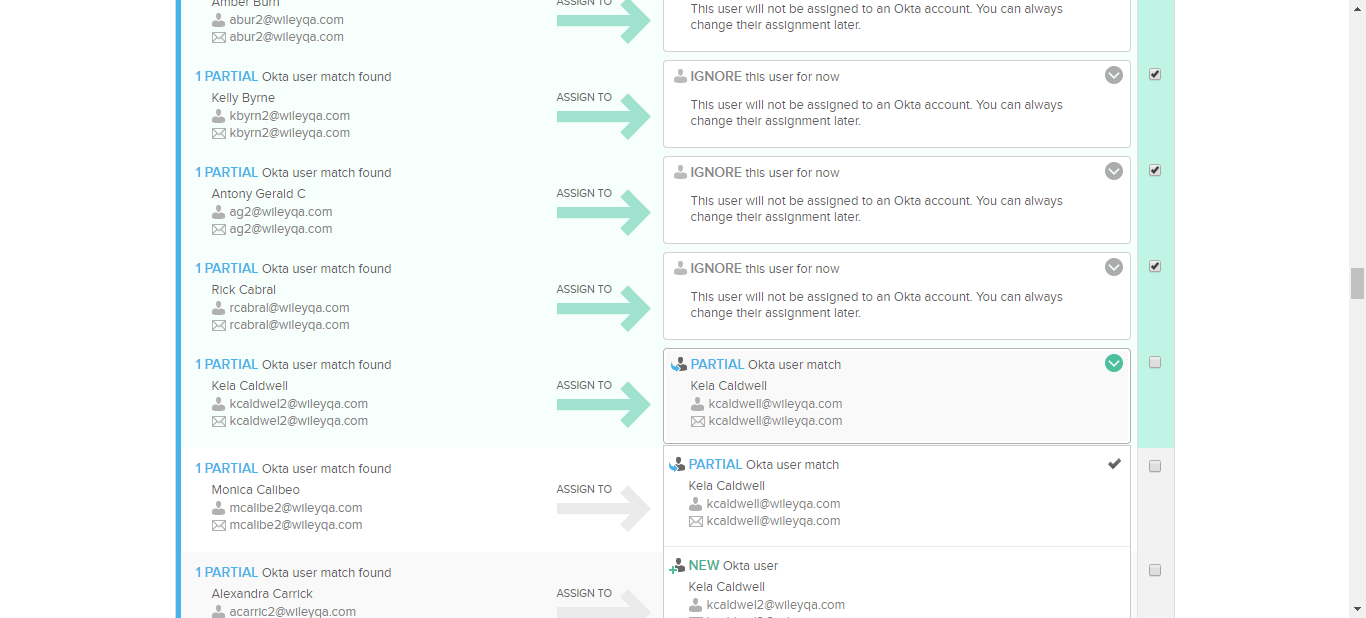 Amber Burn
abur2@wileyqa.com
abur2@wileyqa.com
ASSIGN TO
This user will not be assigned to an Okta account. You can always
change their assignment later.
1 PARTIAL Okta user match found
Kelly Byrne
kbyrn2@wileyqa.com
kbyrn2@wileyqa.com
ASSIGN TO
IGNORE this user for now
This user will not be assigned to an Okta account. You can always
change their assignment later.
1 PARTIAL Okta user match found
Antony Gerald C
ag2@wileyqa.com
ag2@wileyqa.com
ASSIGN TO
IGNORE this user for now
This user will not be assigned to an Okta account. You can always
change their assignment later.
1 PARTIAL Okta user match found
Rick Cabral
rcabral@wileyqa.com
rcabral@wileyqa.com
ASSIGN TO
IGNORE this user for now
This user will not be assigned to an Okta account. You can always
change their assignment later.
1 PARTIAL Okta user match found
Kela Caldwell
kcaldwel2@wileyqa.com
kcaldwel2@wileyqa.com
ASSIGN TO
PARTIAL Okta user match
Kela Caldwell
kcaldwell@wileyqa.com
kcaldwell@wileyqa.com
1 PARTIAL Okta user match found
Monica Calibeo
mcalibe2@wileyqa.com
mcalibe2@wileyqa.com
ASSIGN TO
PARTIAL Okta user match
Kela Caldwell
kcaldwell@wileyqa.com
kcaldwell@wileyqa.com
1 PARTIAL Okta user match found
Alexandra Carrick
acarric2@wileyqa.com
ASSIGN TO
NEW Okta user
Kela Caldwell
kcaldwel2@wileyqa.com